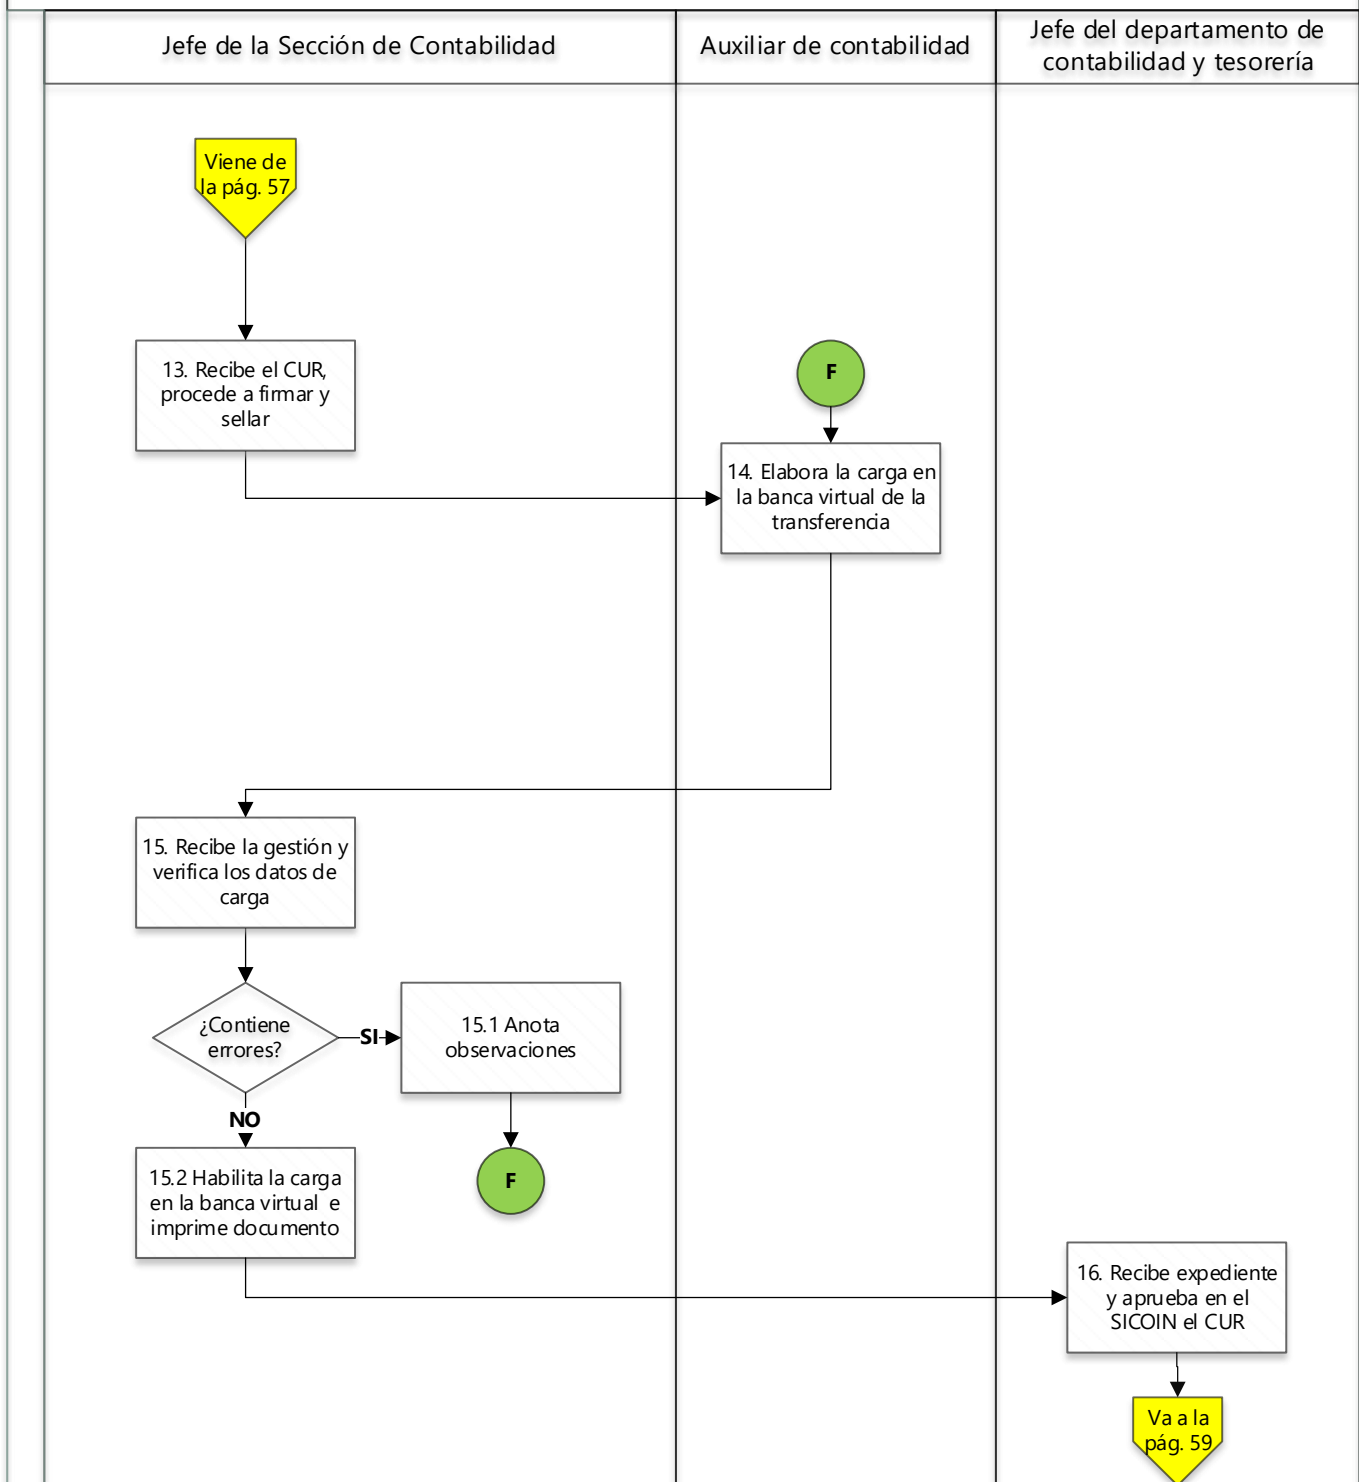 Jefe de la Sección de Contabilidad
Auxiliar de contabilidad
Jefe del departamento de
contabilidad y tesorería
Viene de
la pág. 57
13. Recibe el CUR,
procede a firmar y
sellar
F
14. Elabora la carga en
la banca virtual de la
transferencia
15. Recibe la gestión y
verifica los datos de
carga
¿Contiene
errores?
SI
15.1 Anota
observaciones
NO
F
15.2 Habilita la carga
en la banca virtual e
imprime documento
16. Recibe expediente
y aprueba en el
SICOIN el CUR
Va a la
pág. 59